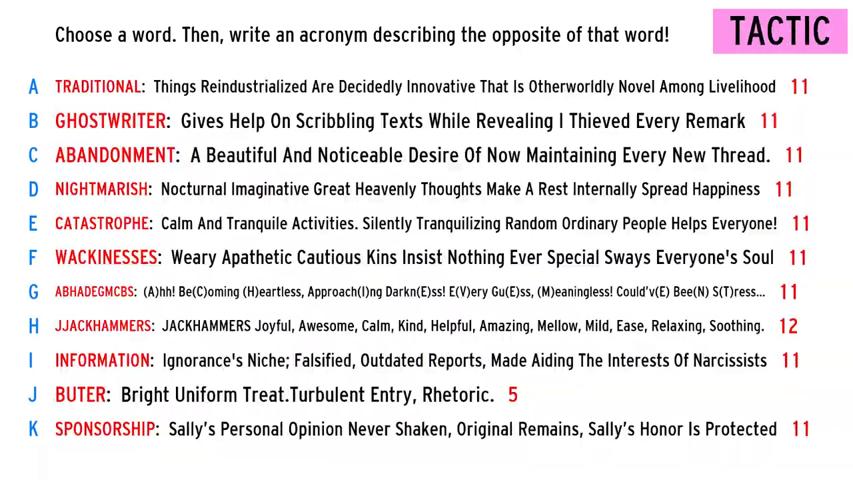 Choose a word. Then, write an acronym describing the opposite of that word!
TACTIC
A TRADITIONAL: Things Reindustrialized Are Decidedly Innovative That Is Otherworldly Novel Among Livelihood 11
B GHOSTWRITER: Gives Help On Scribbling Texts While Revealing I Thieved Every Remark 11
C ABANDONMENT: A Beautiful And Noticeable Desire Of Now Maintaining Every New Thread. 11
D NIGHTMARISH: Nocturnal Imaginative Great Heavenly Thoughts Make A Rest Internally Spread Happiness 11
E CATASTROPHE: Calm And Tranquile Activities. Silently Tranquilizing Random Ordinary People Helps Everyone! 11
F WACKINESSES: Weary Apathetic Cautious Kins Insist Nothing Ever Special Sways Everyone's Soul 11
G ABHADEGMCBS: (A)hh! Be(C)oming (H)eartless, Approach(I)ng Darkn(E)ss! E(V)ery Gu(E)ss, (M)eaningless! Could'v(E) Bee(N) S(T)ress... 11
H JJACKHAMMERS: JACKHAMMERS Joyful, Awesome, Calm, Kind, Helpful, Amazing, Mellow, Mild, Ease, Relaxing, Soothing. 12
I INFORMATION: Ignorance's Niche; Falsified, Outdated Reports, Made Aiding The Interests Of Narcissists 11
J BUTER: Bright Uniform Treat.Turbulent Entry, Rhetoric. 5
K SPONSORSHIP: Sally's Personal Opinion Never Shaken, Original Remains, Sally's Honor Is Protected 11